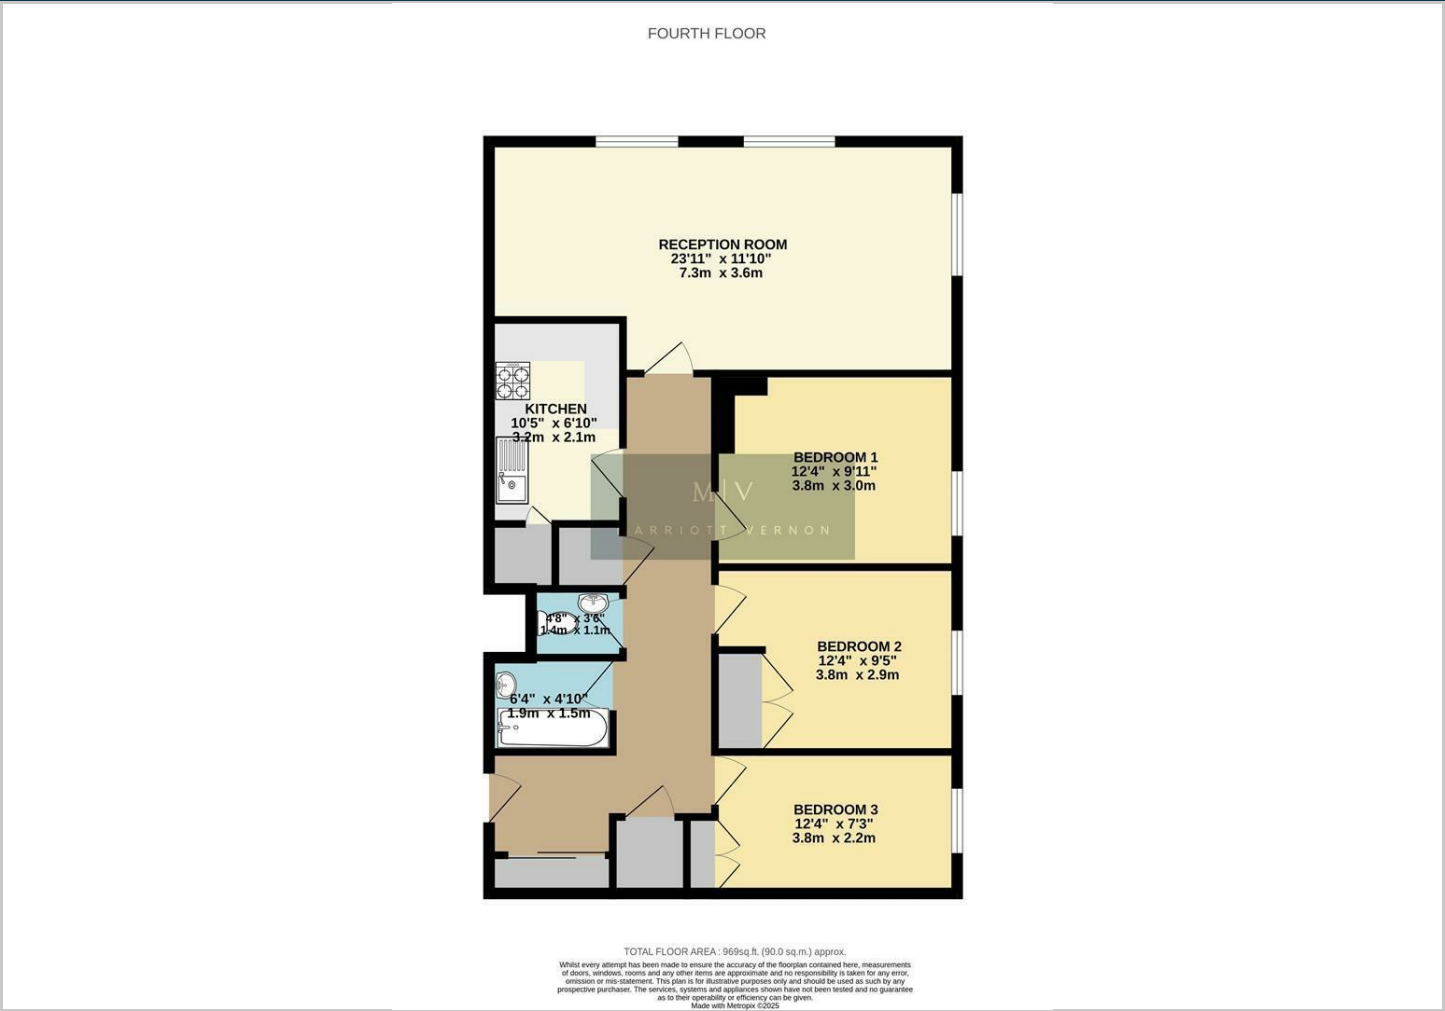 FOURTH FLOOR
RECEPTION ROOM
23'11" x 11'10"
7.3m x 3.6m
KITCHEN
10'5" x 6'10"
3.2m x 2.1m
BEDROOM 1
12'4" x 9'11"
3.8m x 3.0m
M|V
ARRIOTT VERNON
4'8" x 3'6"
1.4m x 1.1m
BEDROOM 2
12'4" x 9'5"
3.8m x 2.9m
6'4" x 4'10"
1.9m x 1.5m
BEDROOM 3
12'4" x 7'3"
3.8m x 2.2m
TOTAL FLOOR AREA : 969sq.ft. (90.0 sq.m.) approx.
Whilst every attempt has been made to ensure the accuracy of the floorplan contained here, measurements
of doors, windows, rooms and any other items are approximate and no responsibility is taken for any error,
omission or mis-statement. This plan is for illustrative purposes only and should be used as such by any
prospective purchaser. The services, systems and appliances shown have not been tested and no guarantee
as to their operability or efficiency can be given.
Made with Metropix ©2025